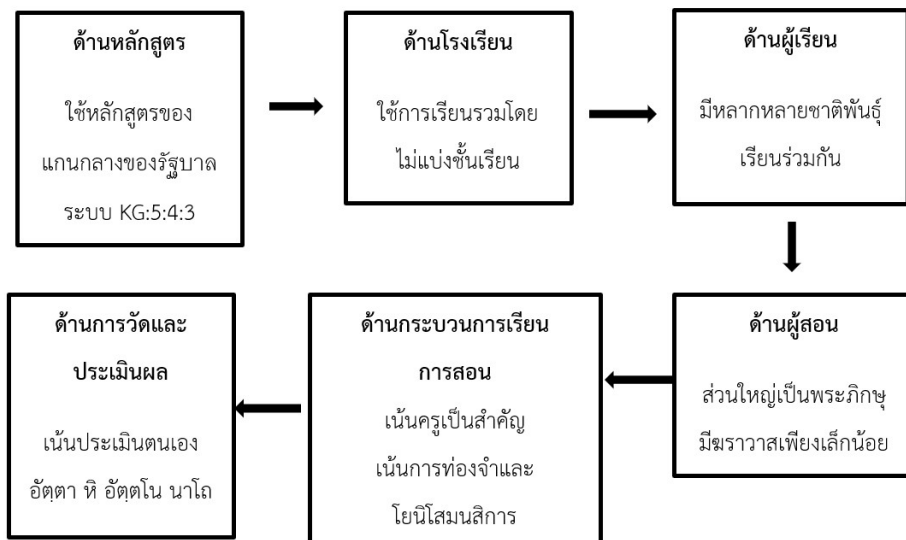 ด้านหลักสูตร
ใช้หลักสูตรของ
แกนกลางของรัฐบาล
ระบบ KG:5:4:3
ด้านโรงเรียน
ใช้การเรียนรวมโดย
ไม่แบ่งชั้นเรียน
ด้านผู้เรียน
มีหลากหลายชาติพันธุ์
เรียนร่วมกัน
ด้านผู้สอน
ส่วนใหญ่เป็นพระภิกษุ
มีฆราวาสเพียงเล็กน้อย
ด้านกระบวนการเรียน
การสอน
เน้นครูเป็นสำคัญ
เน้นการท่องจำและ
โยนิโสมนสิการ
ด้านการวัดและ
ประเมินผล
เน้นประเมินตนเอง
อัตฺตา หิ อัตฺตโน นาโถ